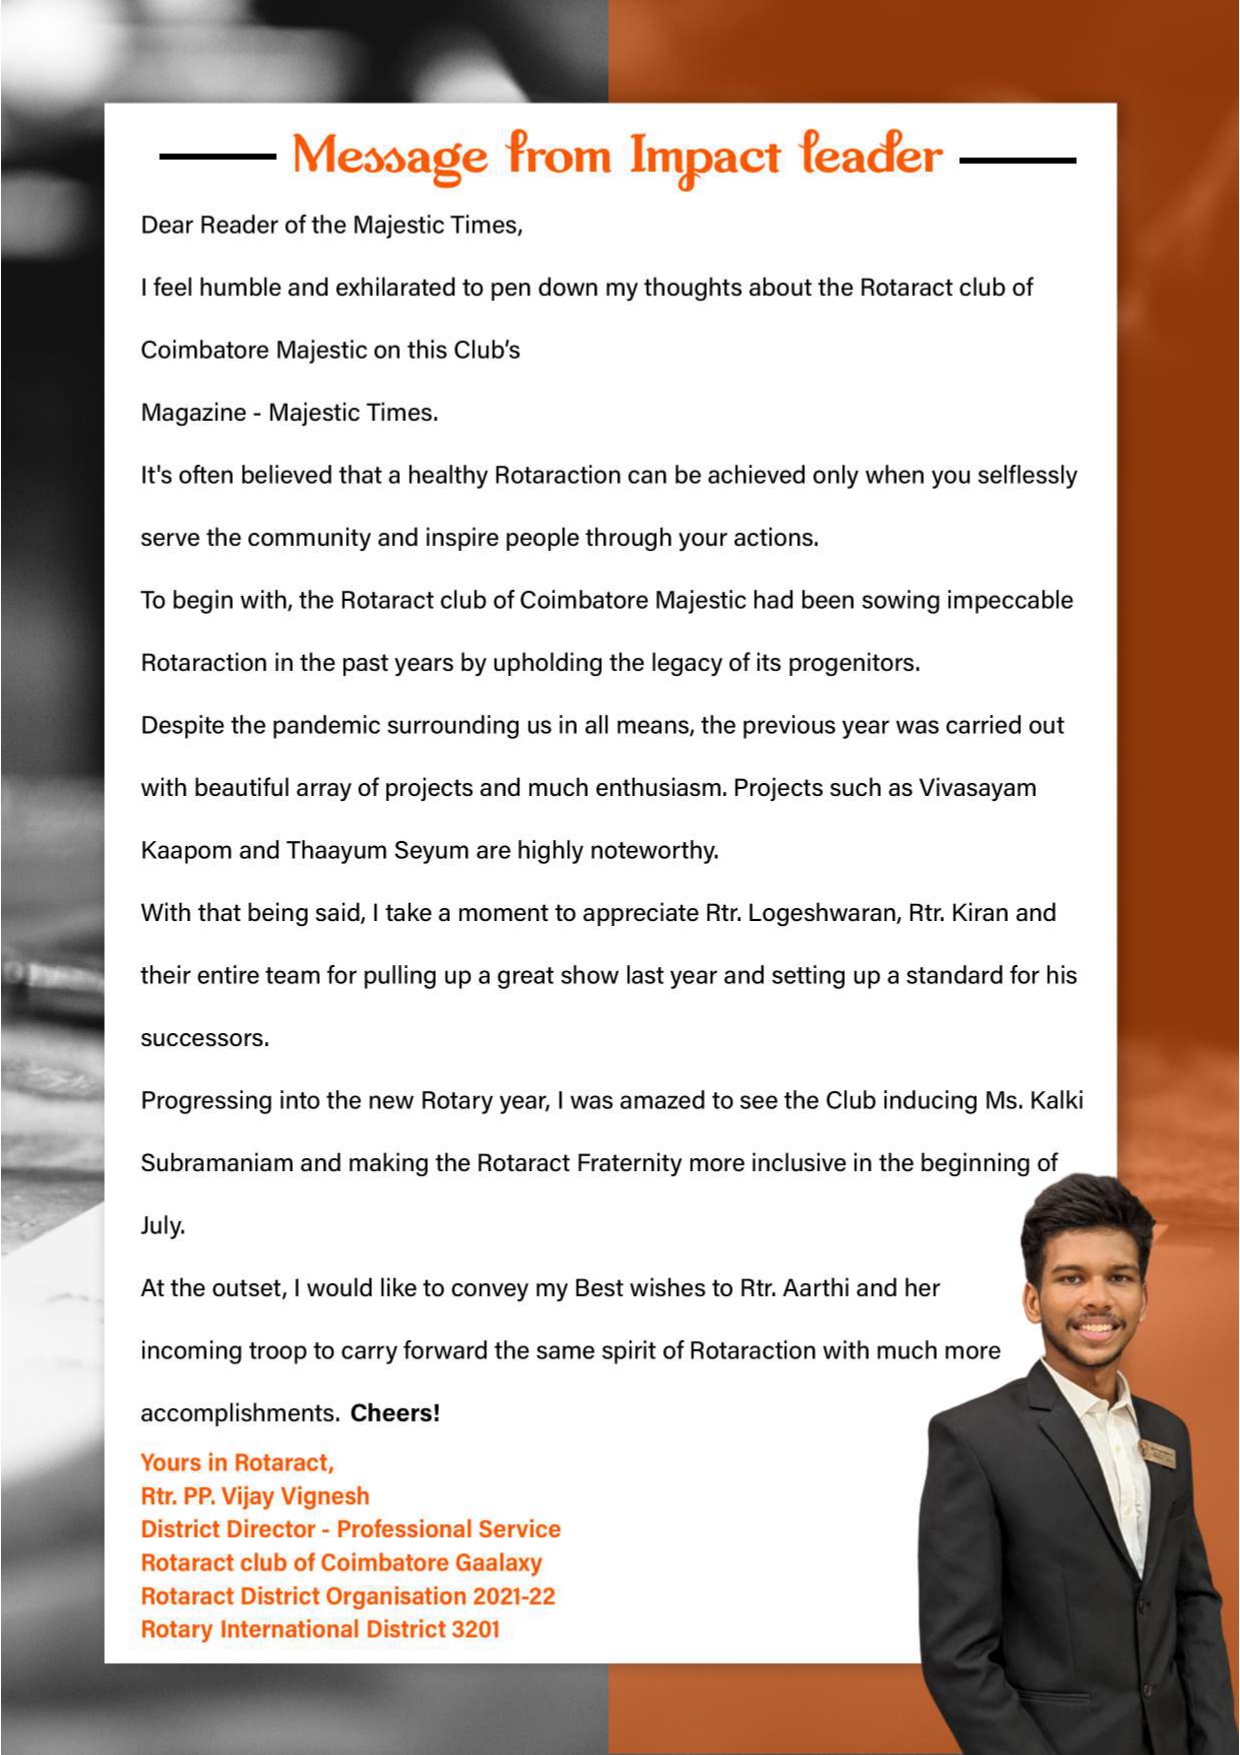 Message from Impact leader
Dear Reader of the Majestic Times,
I feel humble and exhilarated to pen down my thoughts about the Rotaract club of
Coimbatore Majestic on this Club’s
Magazine - Majestic Times.
It's often believed that a healthy Rotaraction can be achieved only when you selflessly
serve the community and inspire people through your actions.
To begin with, the Rotaract club of Coimbatore Majestic had been sowing impeccable
Rotaraction in the past years by upholding the legacy of its progenitors.
Despite the pandemic surrounding us in all means, the previous year was carried out
with beautiful array of projects and much enthusiasm. Projects such as Vivasayam
Kaapom and Thaayum Seyum are highly noteworthy.
With that being said, I take a moment to appreciate Rtr. Logeshwaran, Rtr. Kiran and
their entire team for pulling up a great show last year and setting up a standard for his
successors.
Progressing into the new Rotary year, I was amazed to see the Club inducing Ms. Kalki
Subramaniam and making the Rotaract Fraternity more inclusive in the beginning of
July.
At the outset, I would like to convey my Best wishes to Rtr. Aarthi and her
incoming troop to carry forward the same spirit of Rotaraction with much more
accomplishments. Cheers!
Yours in Rotaract,
Rtr. PP. Vijay Vignesh
District Director - Professional Service
Rotaract club of Coimbatore Gaalaxy
Rotaract District Organisation 2021-22
Rotary International District 3201